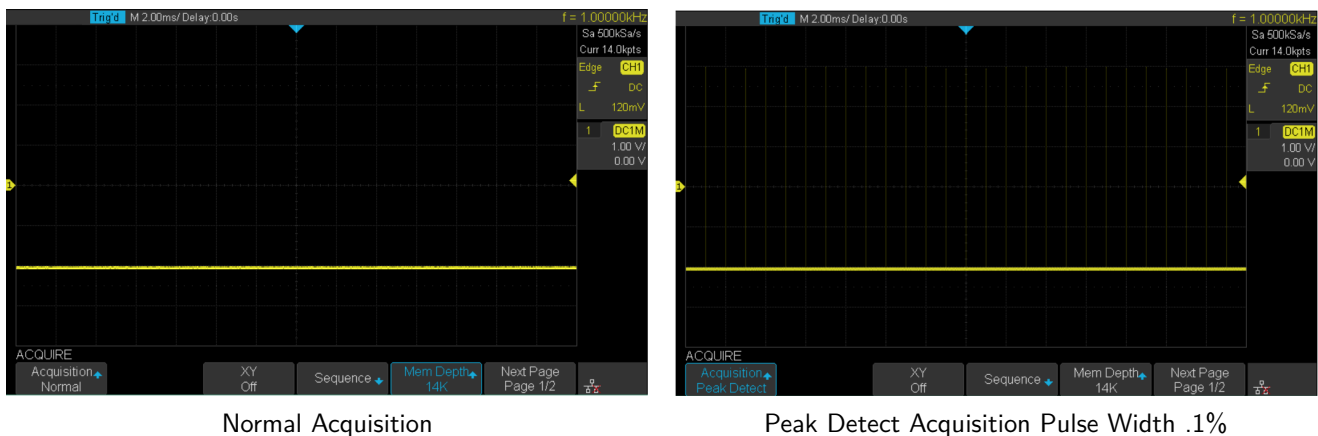 Trig'd M 2.00ms/ Delay:0.00s f = 1.00000kHz
Sa 500kSa/s
Curr 14.0kpts
Edge CH1
DC
L 120mV
1 DC1M
1.00 V/
0.00 V
1
ACQUIRE
Acquisition
Normal
XY
Off
Sequence
Mem Depth
14K
Next Page
Page 1/2
Normal Acquisition
Trig'd M 2.00ms/ Delay:0.00s f = 1.00000kHz
Sa 500kSa/s
Curr 14.0kpts
Edge CH1
DC
L 120mV
1 DC1M
1.00 V/
0.00 V
1
ACQUIRE
Acquisition
Peak Detect
XY
Off
Sequence
Mem Depth
14K
Next Page
Page 1/2
Peak Detect Acquisition Pulse Width .1%